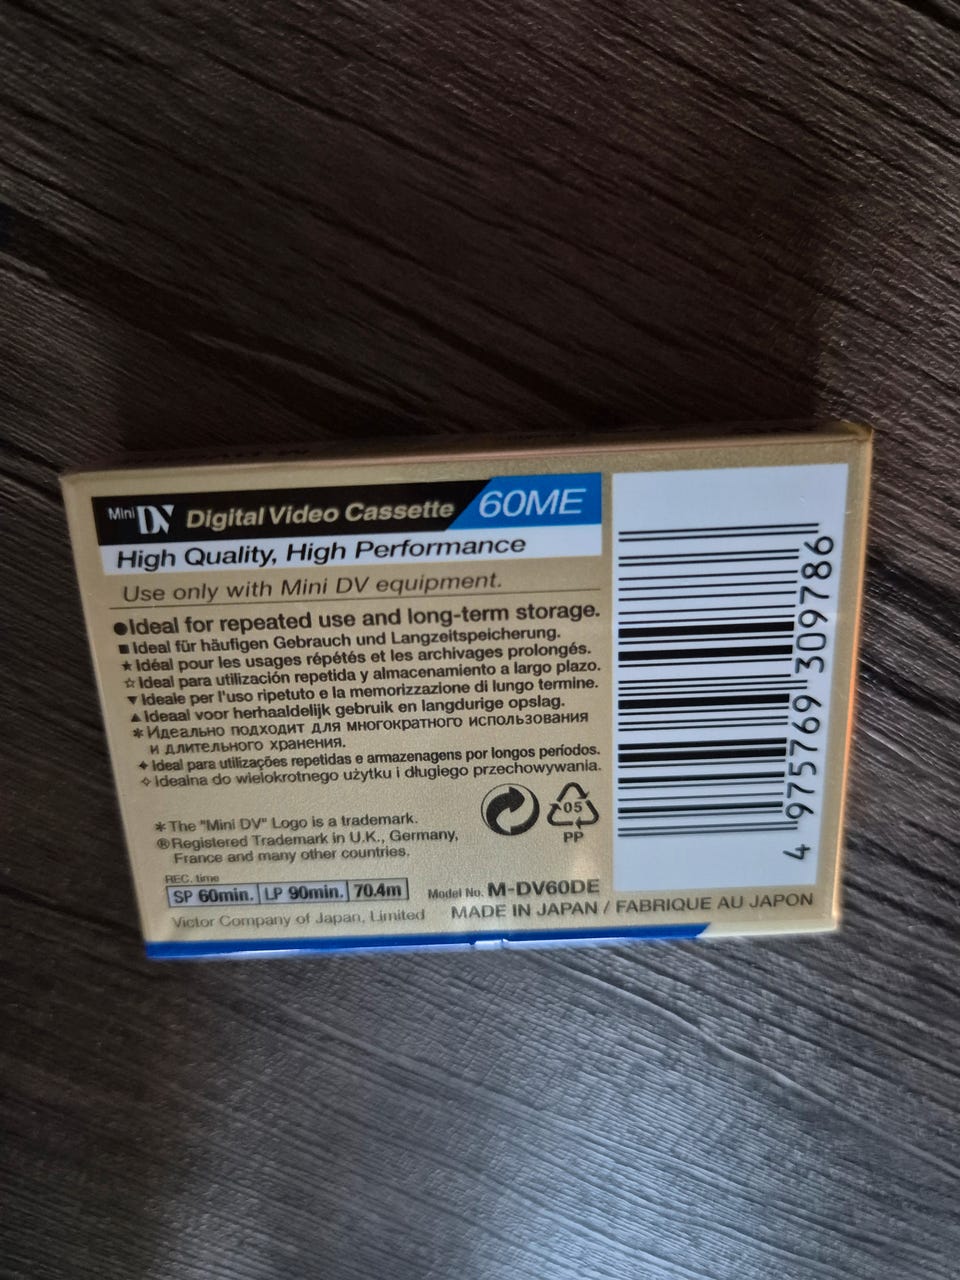 Mini DV Digital Video Cassette 60ME
High Quality, High Performance
Use only with Mini DV equipment.
●Ideal for repeated use and long-term storage.
■ Ideal für häufigen Gebrauch und Langzeitspeicherung.
★ Idéal pour les usages répétés et les archivages prolongés.
☆ Ideal para utilización repetida y almacenamiento a largo plazo.
▼ Ideale per l'uso ripetuto e la memorizzazione di lungo termine.
▲ Ideaal voor herhaaldelijk gebruik en langdurige opslag.
✻ Идеально подходит для многократного использования
и длительного хранения.
✦ Ideal para utilizações repetidas e armazenagens por longos períodos.
✧ Idealna do wielokrotnego użytku i długiego przechowywania.
✻ The "Mini DV" Logo is a trademark.
® Registered Trademark in U.K., Germany,
France and many other countries.
05
PP
REC. time
SP 60min. LP 90min. 70.4m
Model No. M-DV60DE
Victor Company of Japan, Limited
MADE IN JAPAN / FABRIQUE AU JAPON
4 975769 309786